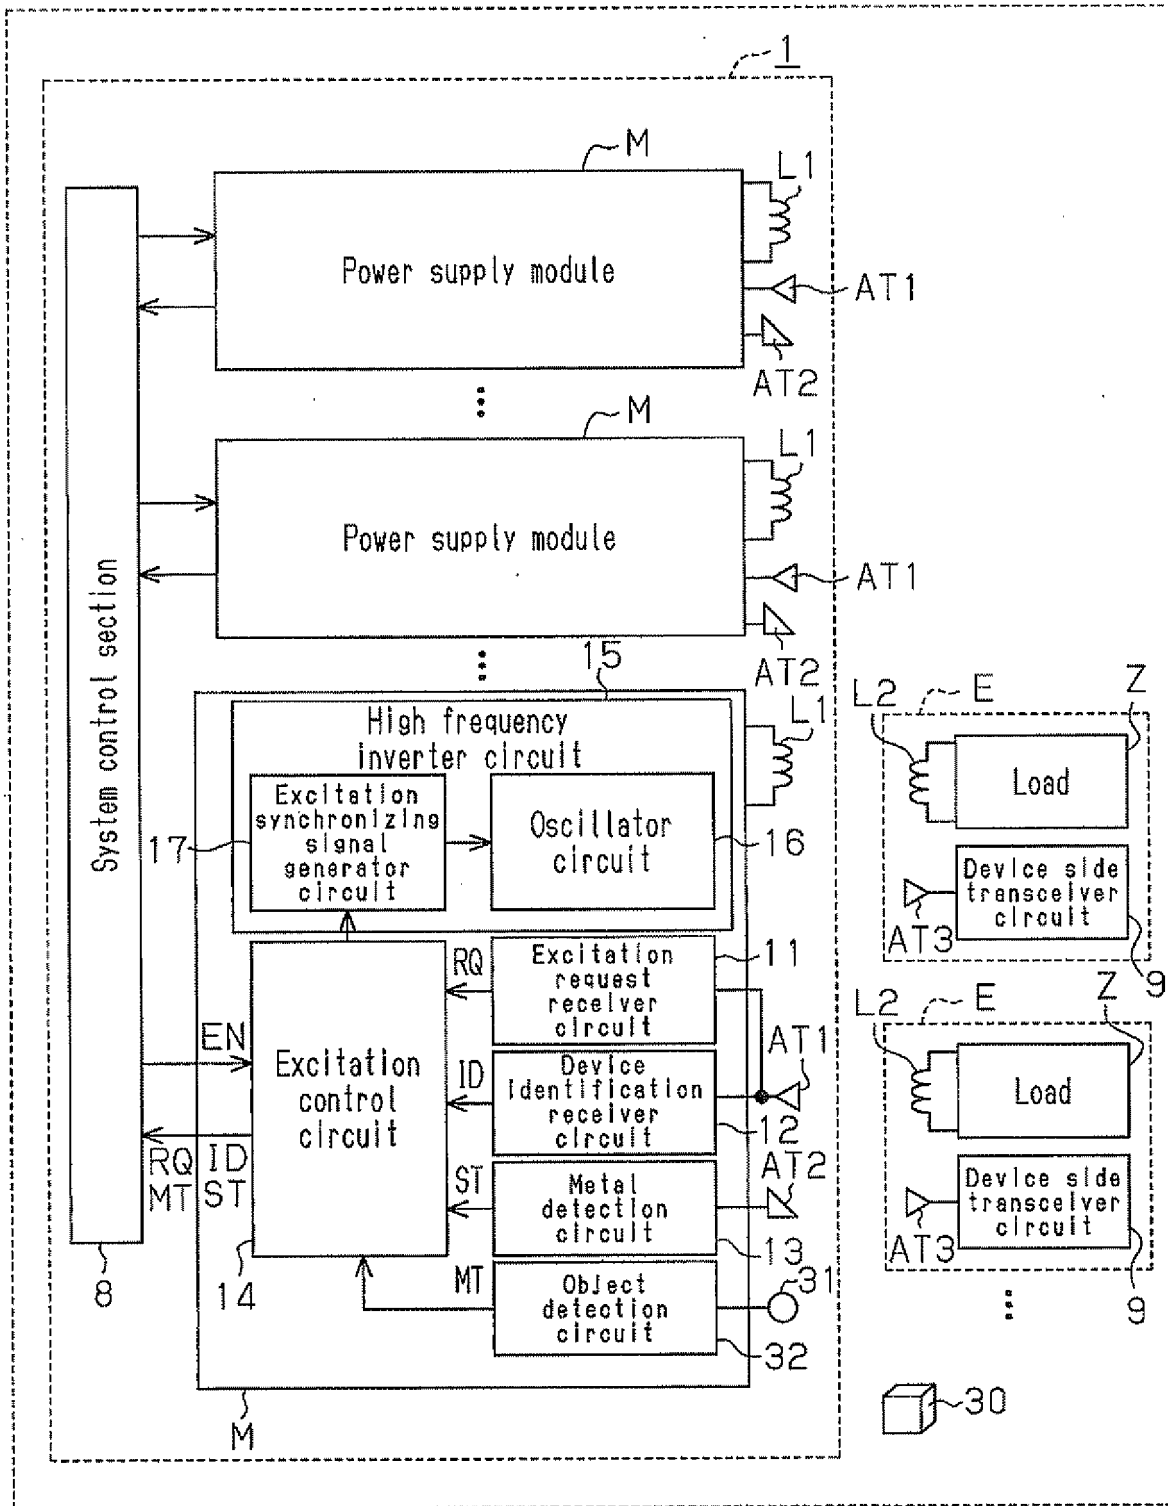 1
M
L1
Power supply module
AT1
AT2
M
L1
Power supply module
AT1
AT2
System control section
8
15
High frequency
inverter circuit
L1
Excitation
synchronizing
signal
generator
circuit
17
Oscillator
circuit
16
Excitation
control
circuit
14
EN
RQ ID
MT ST
RQ
Excitation
request
receiver
circuit
11
ID
Device
identification
receiver
circuit
12
AT1
ST
Metal
detection
circuit
13
AT2
MT
Object
detection
circuit
32
31
M
E
L2
Z
Load
Device side
transceiver
circuit
AT3
9
E
L2
Z
Load
Device side
transceiver
circuit
AT3
9
30